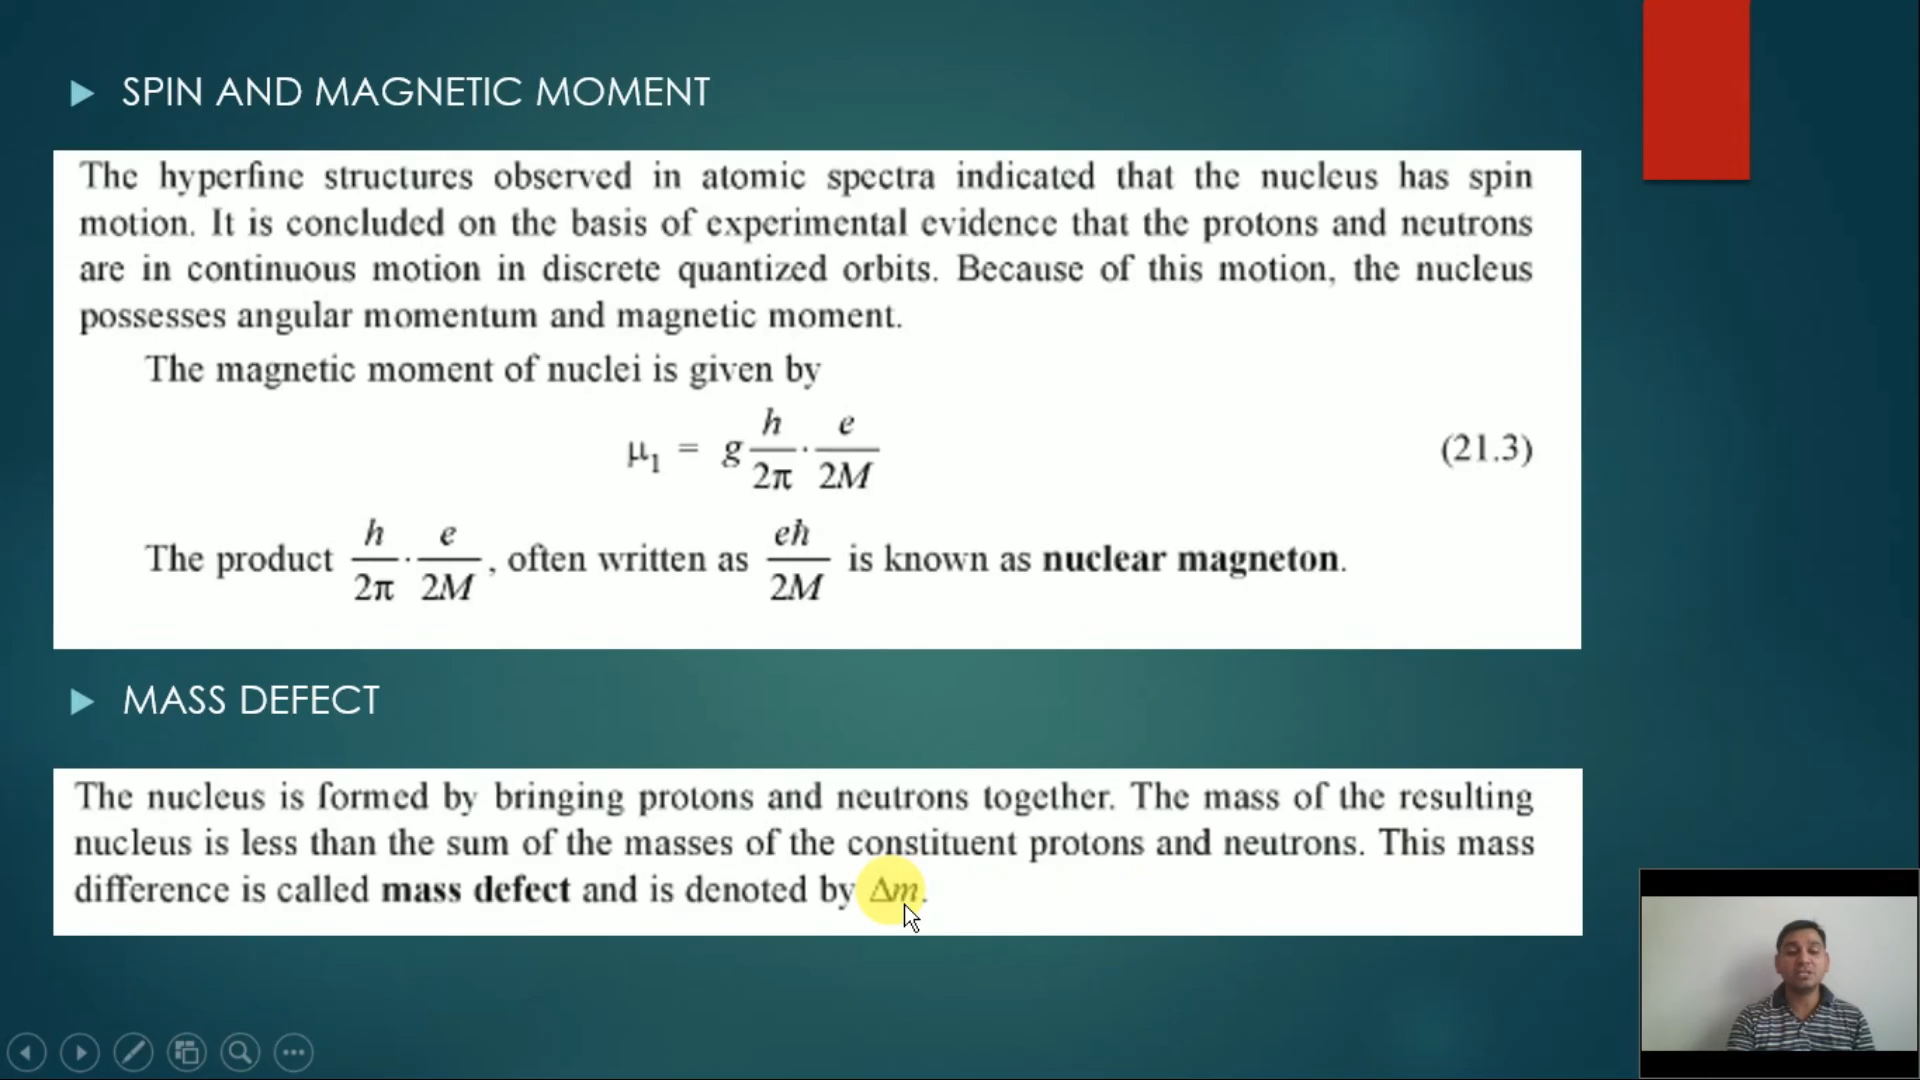 SPIN AND MAGNETIC MOMENT
The hyperfine structures observed in atomic spectra indicated that the nucleus has spin
motion. It is concluded on the basis of experimental evidence that the protons and neutrons
are in continuous motion in discrete quantized orbits. Because of this motion, the nucleus
possesses angular momentum and magnetic moment.
The magnetic moment of nuclei is given by
μ₁ = g h/2π · e/2M (21.3)
The product h/2π · e/2M, often written as eħ/2M is known as nuclear magneton.
MASS DEFECT
The nucleus is formed by bringing protons and neutrons together. The mass of the resulting
nucleus is less than the sum of the masses of the constituent protons and neutrons. This mass
difference is called mass defect and is denoted by Δm.